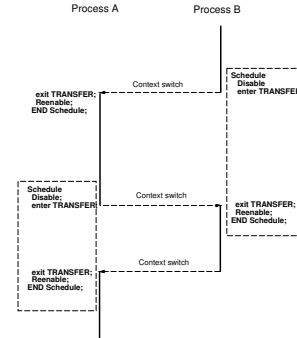 Process A Process B
Schedule
Disable
enter TRANSFER
Context switch
exit TRANSFER;
Reenable;
END Schedule;
Schedule
Disable;
enter TRANSFER
Context switch
exit TRANSFER;
Reenable;
END Schedule;
Context switch
exit TRANSFER;
Reenable;
END Schedule;